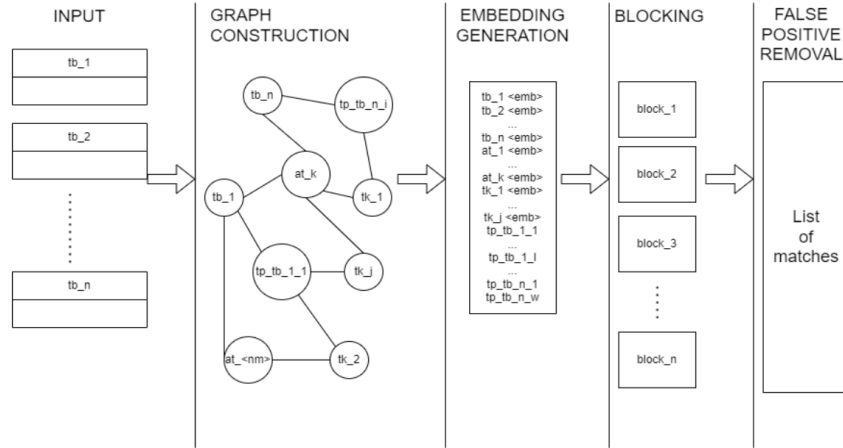 INPUT
tb_1
tb_2
tb_n
GRAPH
CONSTRUCTION
tb_n
tp_tb_n_i
at_k
tb_1
tk_1
tp_tb_1_1
tk_j
at_<nm>
tk_2
EMBEDDING
GENERATION
tb_1 <emb>
tb_2 <emb>
...
tb_n <emb>
at_1 <emb>
...
at_k <emb>
tk_1 <emb>
...
tk_j <emb>
tp_tb_1_1
...
tp_tb_1_l
...
tp_tb_n_1
tp_tb_n_w
BLOCKING
block_1
block_2
block_3
block_n
FALSE
POSITIVE
REMOVAL
List
of
matches